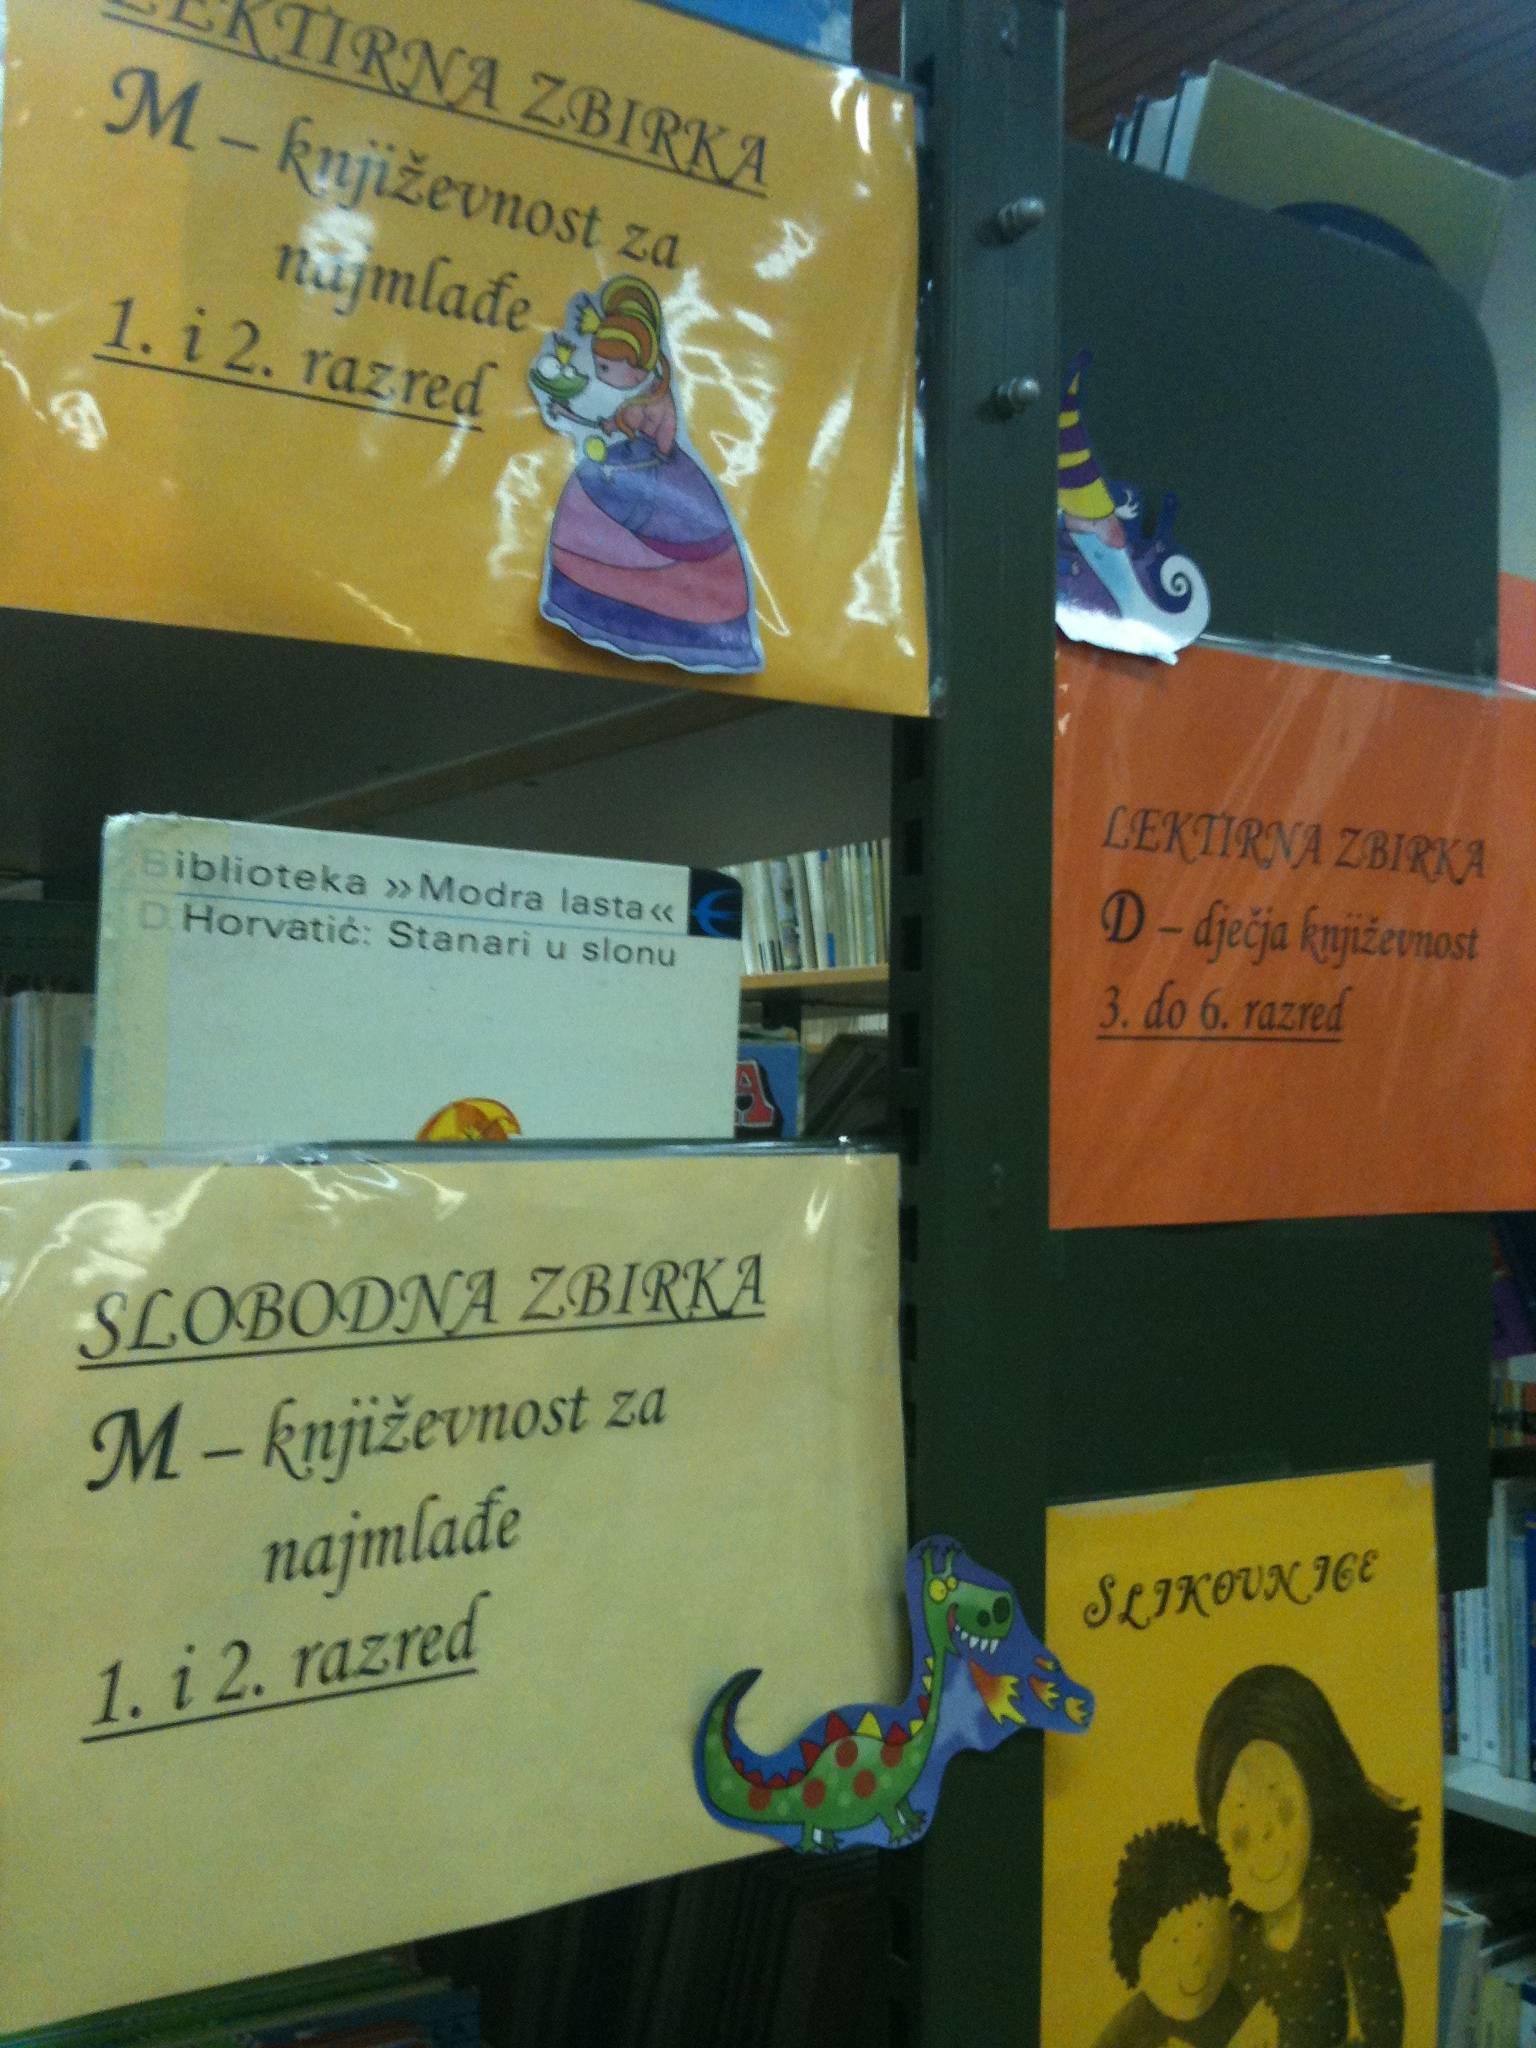 LEKTIRNA ZBIRKA
M – književnost za
najmlađe
1. i 2. razred
Biblioteka »Modra lasta«
D Horvatić: Stanari u slonu
SLOBODNA ZBIRKA
M – književnost za
najmlađe
1. i 2. razred
LEKTIRNA ZBIRKA
D – dječja književnost
3. do 6. razred
SLIKOVNICE